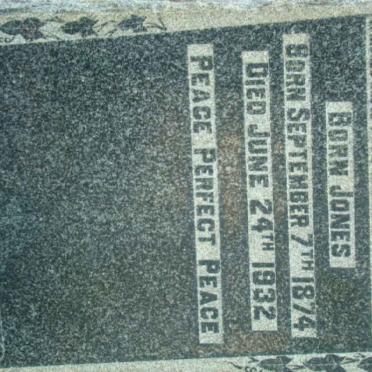 BORN JONES
BORN SEPTEMBER 7TH 1874
DIED JUNE 24TH 1932
PEACE PERFECT PEACE